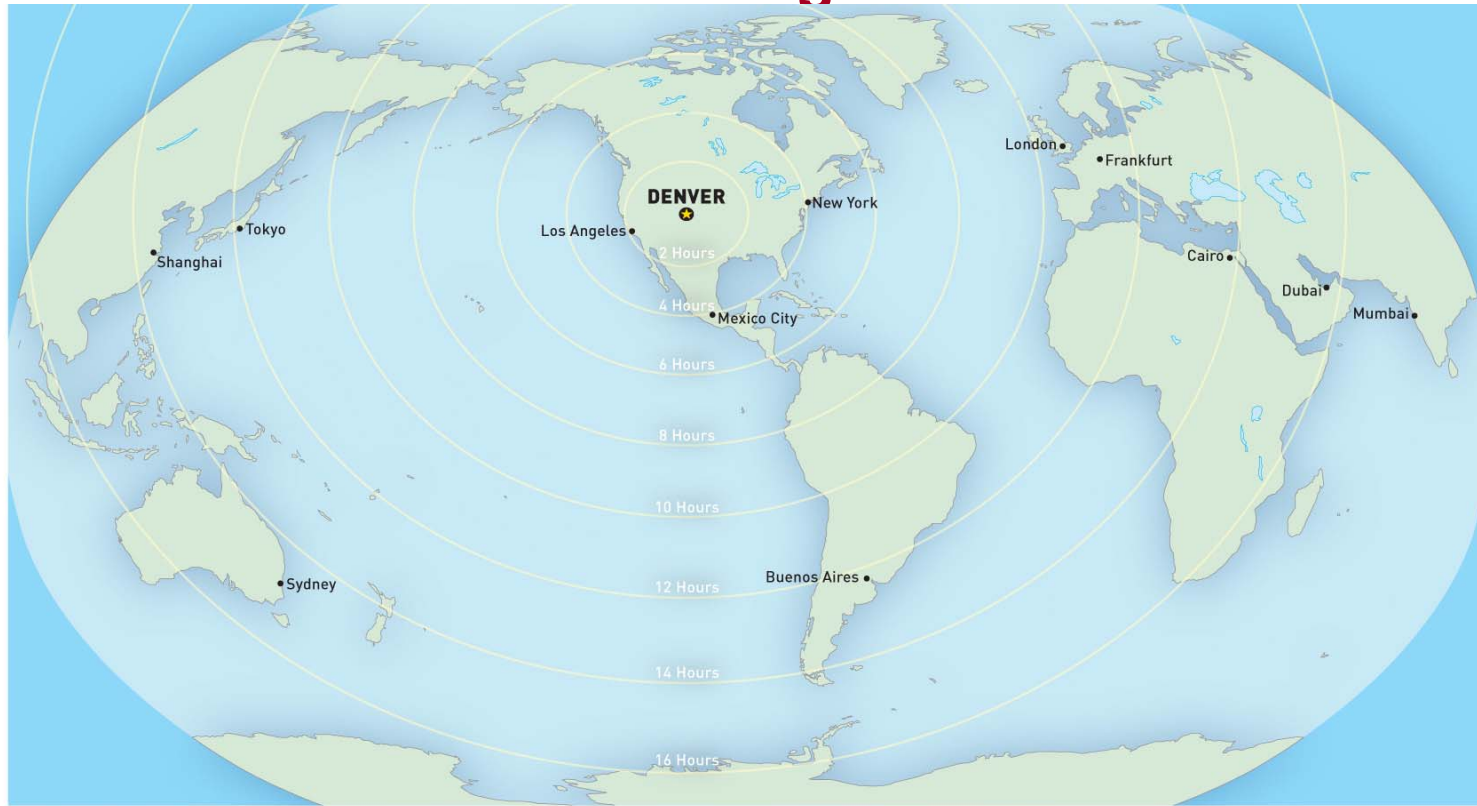 London
Frankfurt
DENVER
New York
Los Angeles
Tokyo
Shanghai
2 Hours
Cairo
Dubai
4 Hours
Mexico City
Mumbai
6 Hours
8 Hours
10 Hours
Buenos Aires
Sydney
12 Hours
14 Hours
16 Hours